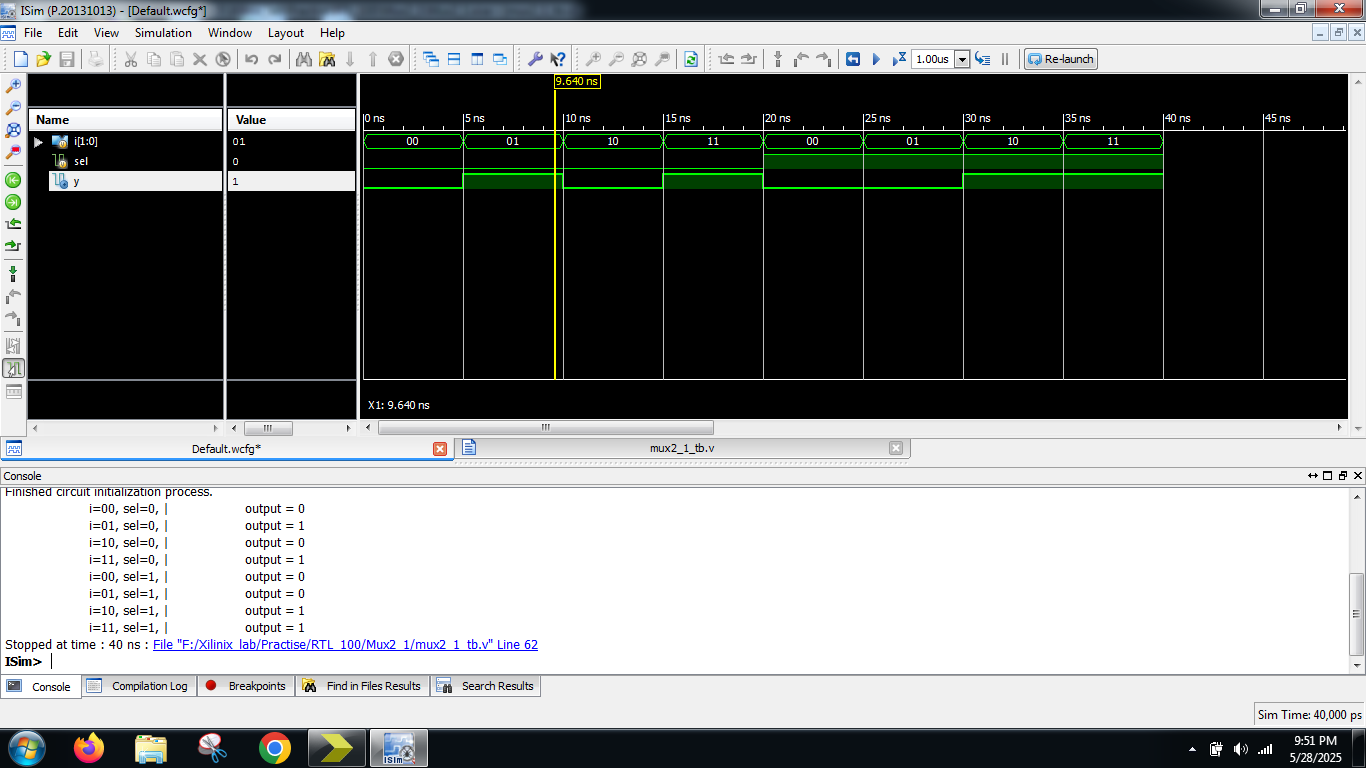 ISim (P.20131013) - [Default.wcfg*]
File Edit View Simulation Window Layout Help
1.00us Re-launch
9.640 ns
Name Value
0 ns 5 ns 10 ns 15 ns 20 ns 25 ns 30 ns 35 ns 40 ns 45 ns
i[1:0] 01 00 01 10 11 00 01 10 11
sel 0
y 1
X1: 9.640 ns
Default.wcfg* mux2_1_tb.v
Console
Finished circuit initialization process.
i=00, sel=0, | output = 0
i=01, sel=0, | output = 1
i=10, sel=0, | output = 0
i=11, sel=0, | output = 1
i=00, sel=1, | output = 0
i=01, sel=1, | output = 0
i=10, sel=1, | output = 1
i=11, sel=1, | output = 1
Stopped at time : 40 ns : File "F:/Xilinix_lab/Practise/RTL_100/Mux2_1/mux2_1_tb.v" Line 62
ISim>
Console Compilation Log Breakpoints Find in Files Results Search Results
Sim Time: 40,000 ps
ISim
9:51 PM
5/28/2025